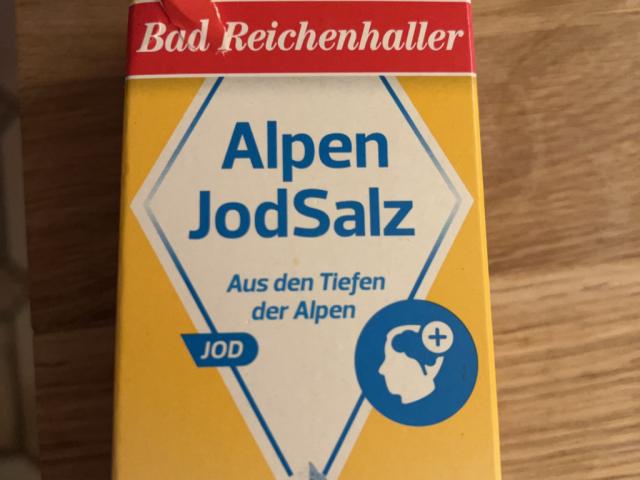 Bad Reichenhaller
Alpen
JodSalz
Aus den Tiefen
der Alpen
JOD